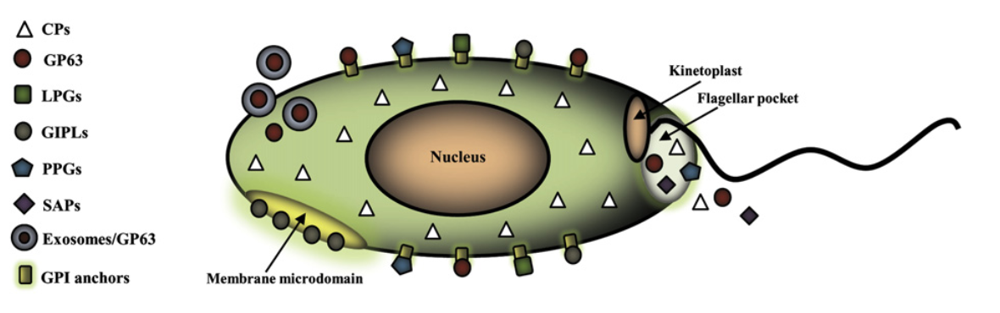 CPs
GP63
LPGs
GIPLs
PPGs
SAPs
Exosomes/GP63
GPI anchors
Kinetoplast
Flagellar pocket
Nucleus
Membrane microdomain